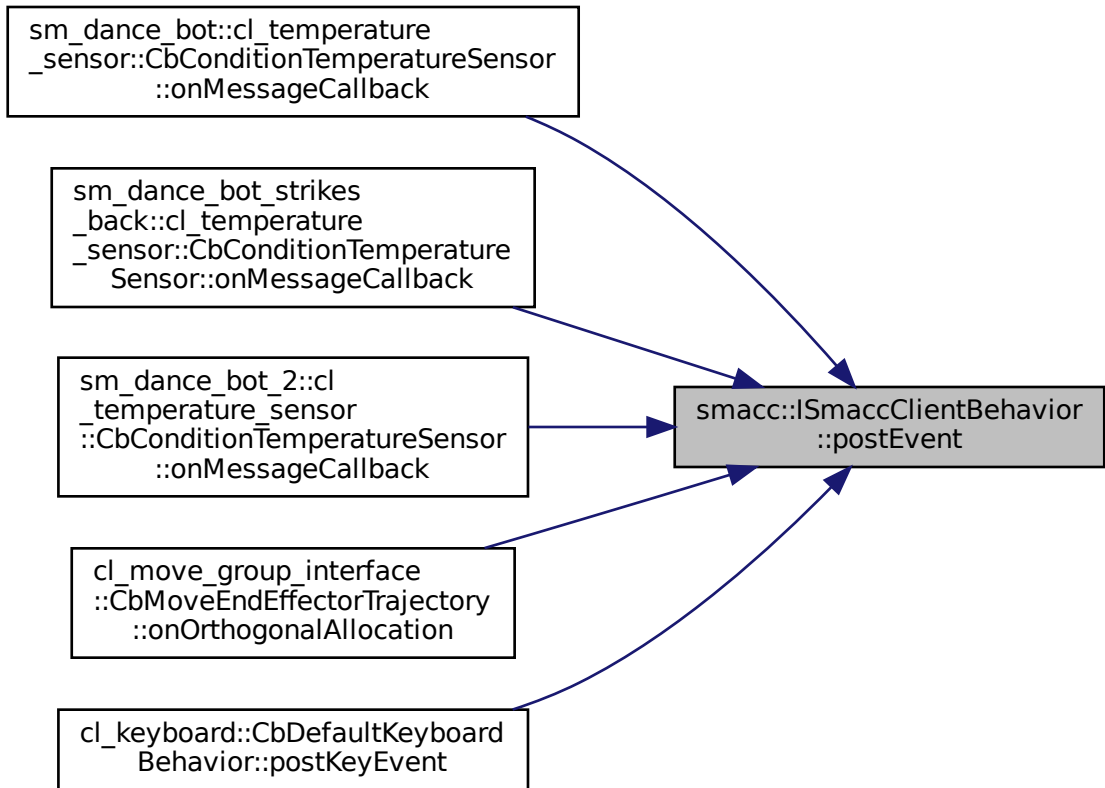 sm_dance_bot::cl_temperature
_sensor::CbConditionTemperatureSensor
::onMessageCallback
sm_dance_bot_strikes
_back::cl_temperature
_sensor::CbConditionTemperature
Sensor::onMessageCallback
sm_dance_bot_2::cl
_temperature_sensor
::CbConditionTemperatureSensor
::onMessageCallback
cl_move_group_interface
::CbMoveEndEffectorTrajectory
::onOrthogonalAllocation
cl_keyboard::CbDefaultKeyboard
Behavior::postKeyEvent
smacc::ISmaccClientBehavior
::postEvent